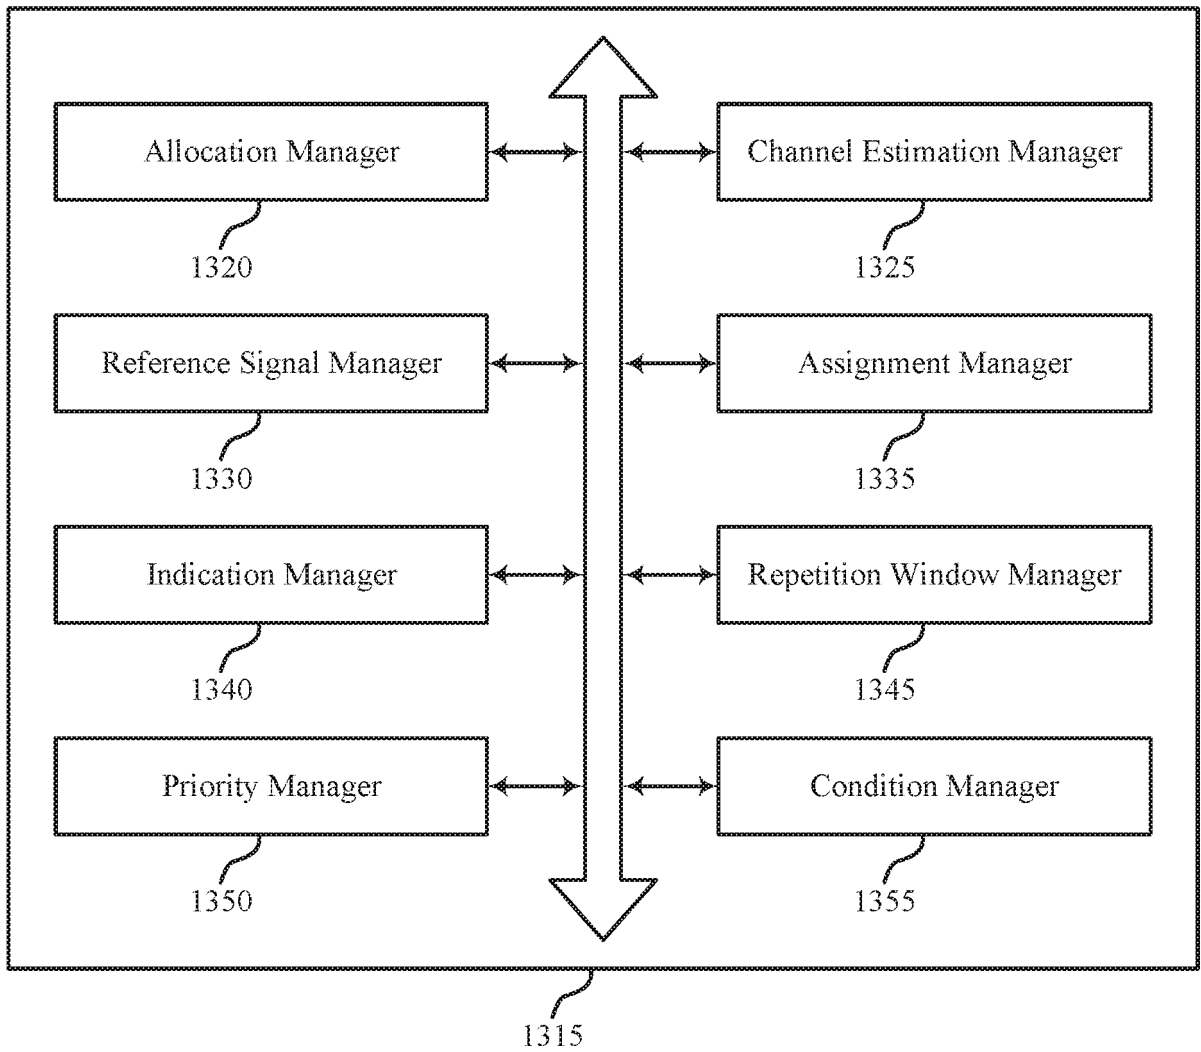 Allocation Manager
Channel Estimation Manager
1320
1325
Reference Signal Manager
Assignment Manager
1330
1335
Indication Manager
Repetition Window Manager
1340
1345
Priority Manager
Condition Manager
1350
1355
1315